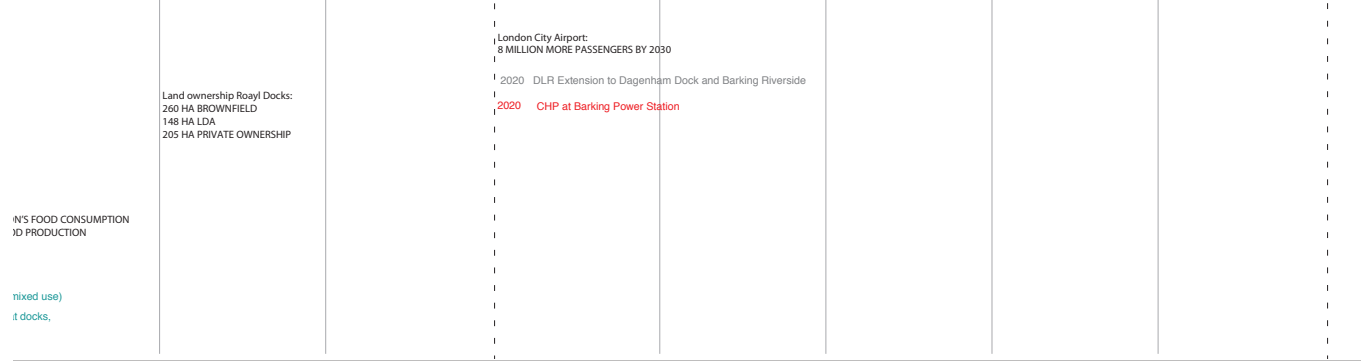 London City Airport:
8 MILLION MORE PASSENGERS BY 2030
2020 DLR Extension to Dagenham Dock and Barking Riverside
2020 CHP at Barking Power Station
Land ownership Roayl Docks:
260 HA BROWNFIELD
148 HA LDA
205 HA PRIVATE OWNERSHIP
N'S FOOD CONSUMPTION
OD PRODUCTION
mixed use)
t docks,